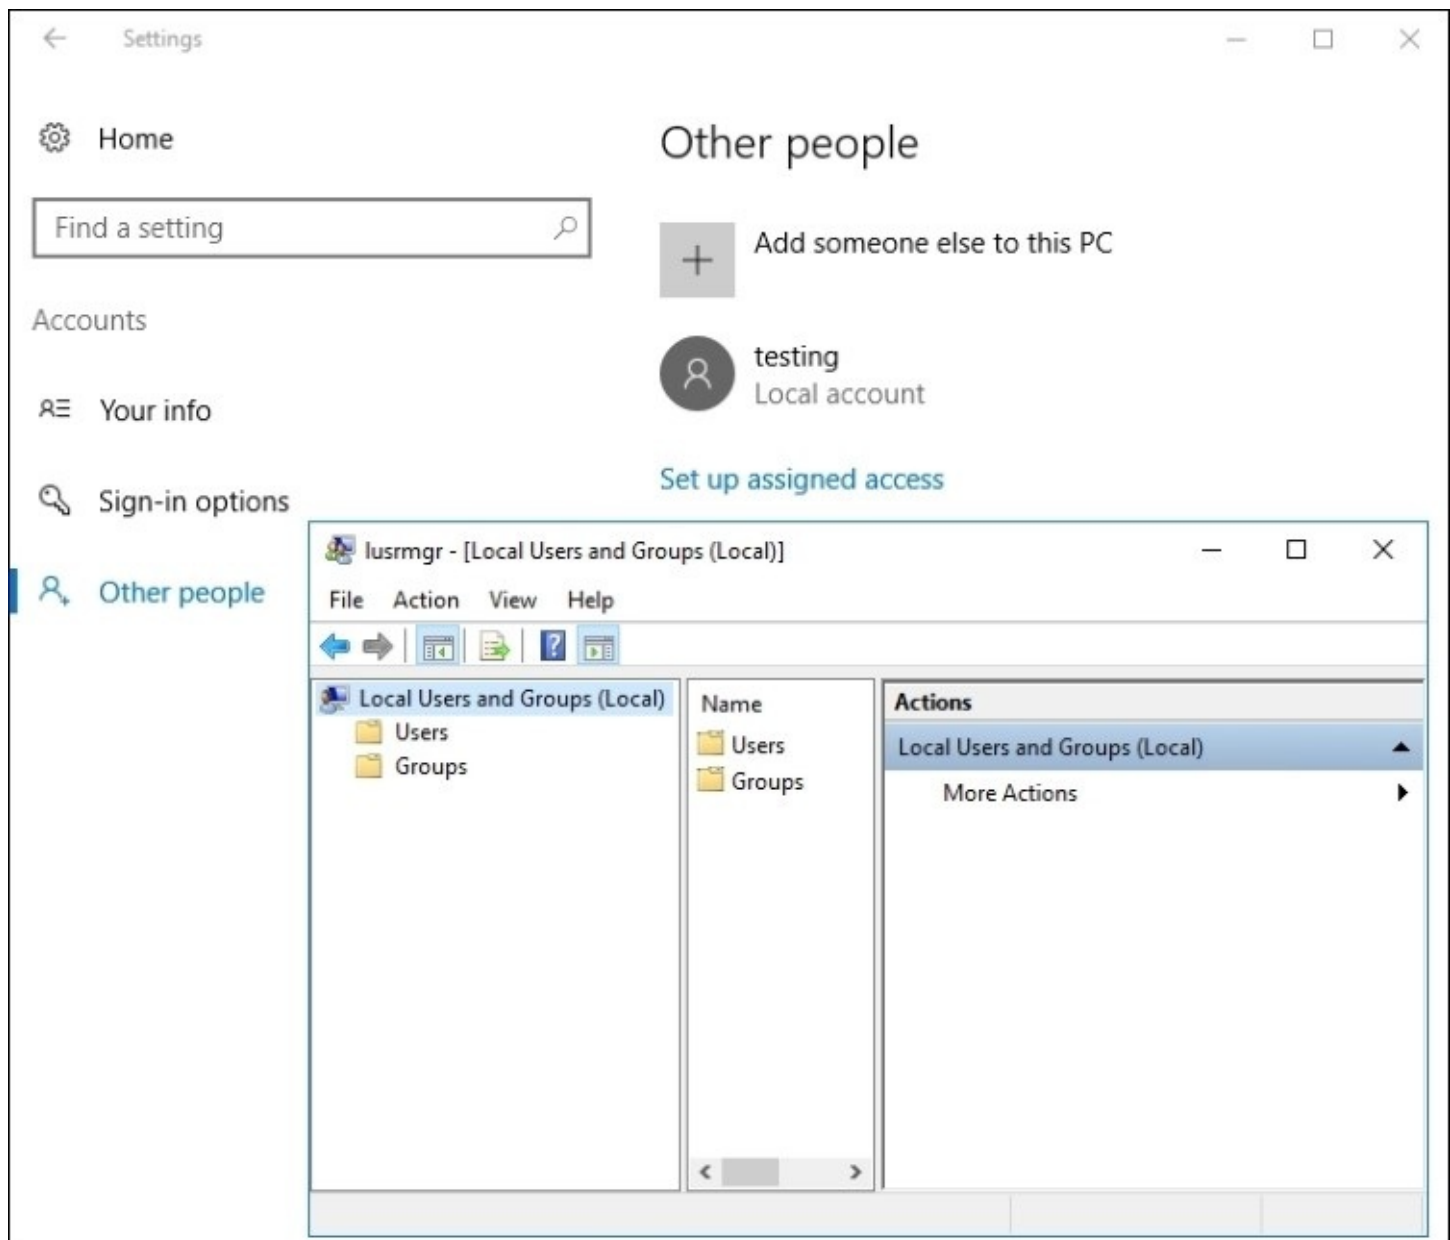 Settings
Home
Find a setting
Accounts
Your info
Sign-in options
Other people
Other people
Add someone else to this PC
testing
Local account
Set up assigned access
lusrmgr - [Local Users and Groups (Local)]
File Action View Help
Local Users and Groups (Local)
Users
Groups
Name
Users
Groups
Actions
Local Users and Groups (Local)
More Actions